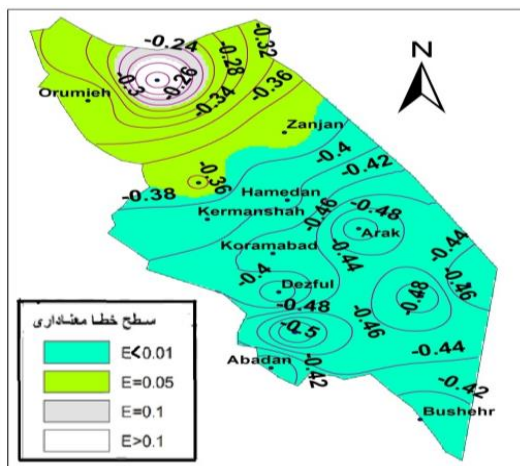 -0.24
-0.32
N
-0.28
-0.3
-0.26
-0.36
Orumieh
-0.34
Zanjan
-0.4
-0.36
-0.42
-0.38
Hamedan
-0.46
-0.48
Kermanshah
Arak
-0.44
Koramabad
-0.44
-0.4
-0.46
Dezful
-0.48
-0.48
-0.46
-0.5
سطح خطا معناداری
E<0.01
-0.44
Abadan
E=0.05
-0.42
-0.42
E=0.1
Bushehr
E>0.1